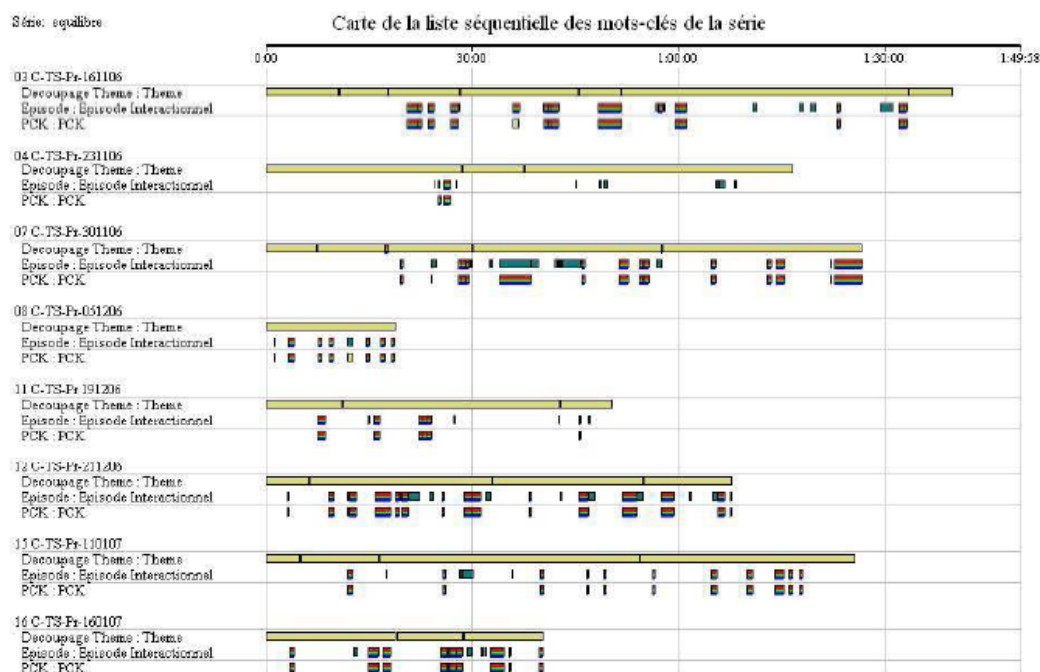 Série: equilibre
Carte de la liste séquentielle des mots-clés de la série
0:00 30:00 1:00:00 1:30:00 1:49:58
03 C-TS-Pr-161106
Decoupage Theme : Theme
Episode : Episode Interactionnel
PCK : PCK
04 C-TS-Pr-231106
Decoupage Theme : Theme
Episode : Episode Interactionnel
PCK : PCK
07 C-TS-Pr-301106
Decoupage Theme : Theme
Episode : Episode Interactionnel
PCK : PCK
08 C-TS-Pr-051206
Decoupage Theme : Theme
Episode : Episode Interactionnel
PCK : PCK
11 C-TS-Pr 191206
Decoupage Theme : Theme
Episode : Episode Interactionnel
PCK : PCK
12 C-TS-Pr-211206
Decoupage Theme : Theme
Episode : Episode Interactionnel
PCK : PCK
15 C-TS-Pr-110107
Decoupage Theme : Theme
Episode : Episode Interactionnel
PCK : PCK
16 C-TS-Pr-160107
Decoupage Theme : Theme
Episode : Episode Interactionnel
PCK : PCK